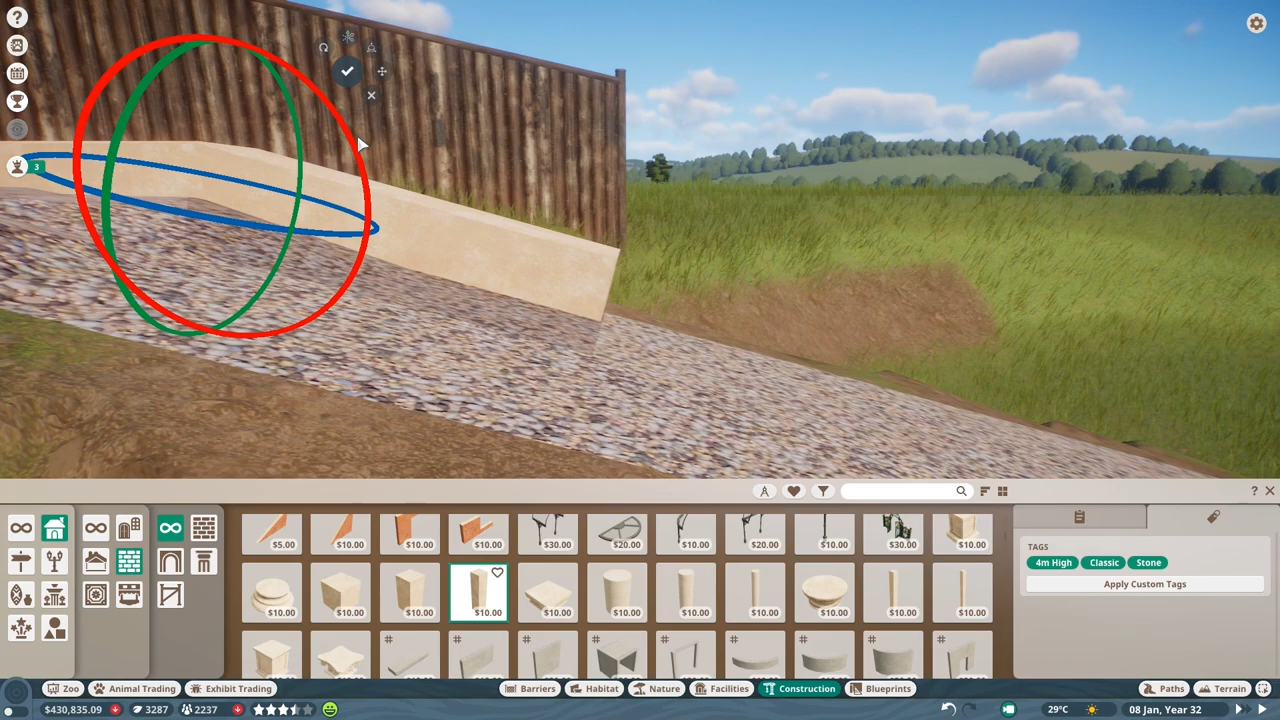 3
$5.00 $10.00 $10.00 $10.00 $30.00 $20.00 $10.00 $20.00 $10.00 $30.00 $10.00
$10.00 $10.00 $10.00 $10.00 $10.00 $10.00 $10.00 $10.00 $10.00 $10.00 $10.00
TAGS
4m High Classic Stone
Apply Custom Tags
Zoo Animal Trading Exhibit Trading Barriers Habitat Nature Facilities Construction Blueprints Paths Terrain
$430,835.09 3287 2237 29°C 08 Jan, Year 32